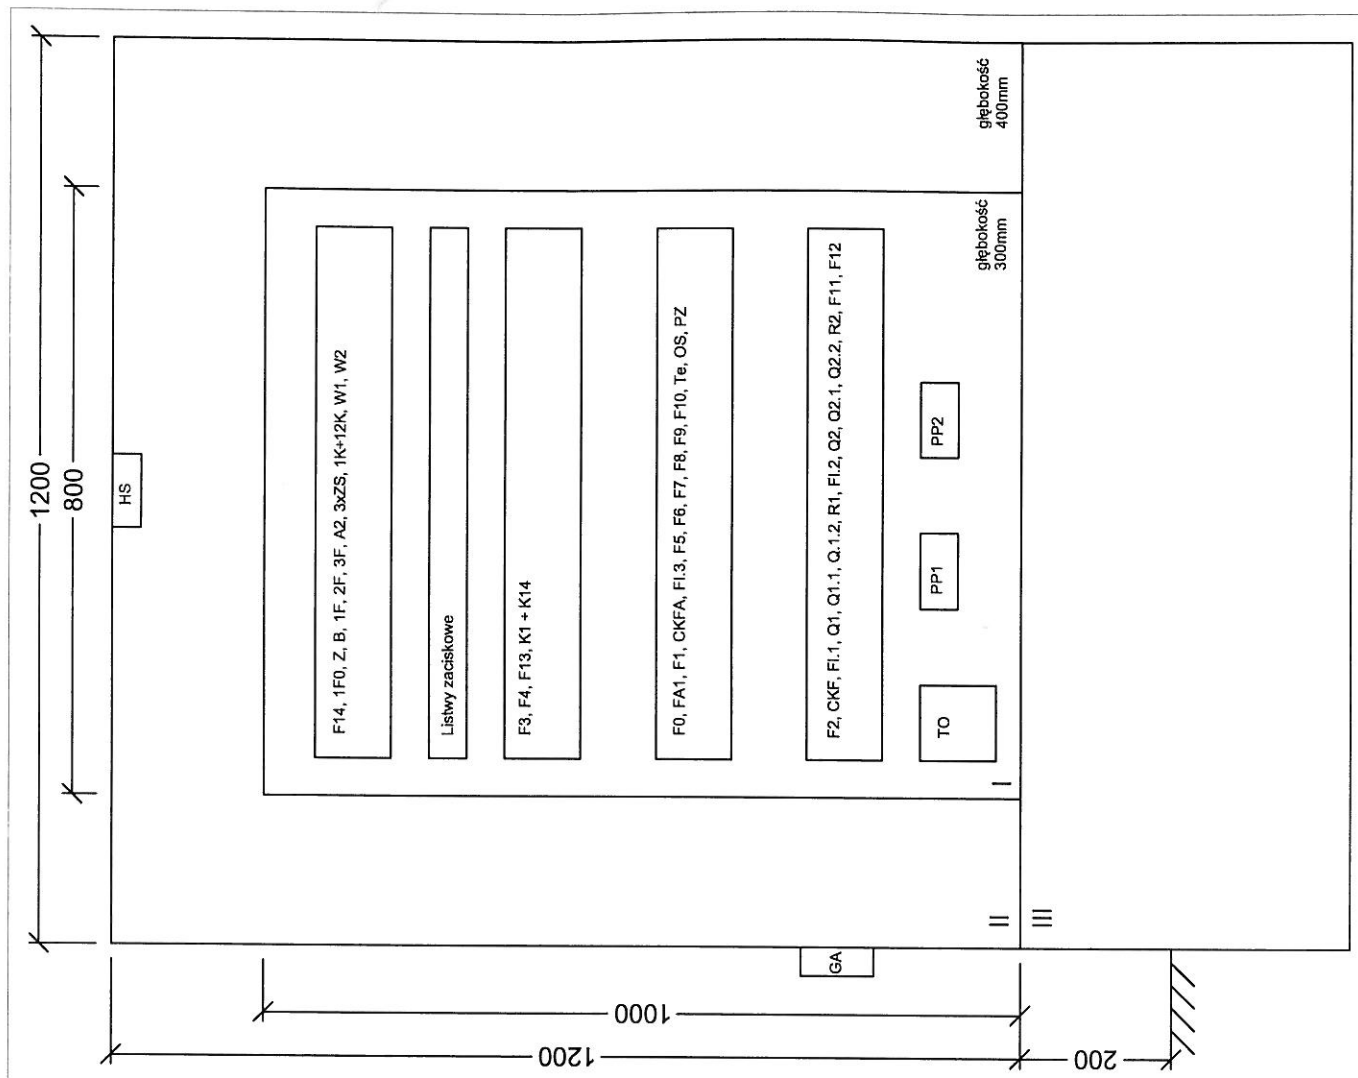 1200
800
HS
głębokość
400mm
głębokość
300mm
F14, 1F0, Z, B, 1F, 2F, 3F, A2, 3xZS, 1K+12K, W1, W2
Listwy zaciskowe
F3, F4, F13, K1 + K14
F0, FA1, F1, CKFA, FI.3, F5, F6, F7, F8, F9, F10, Te, OS, PZ
F2, CKF, FI.1, Q1, Q1.1, Q.1.2, R1, FI.2, Q2, Q2.1, Q2.2, R2, F11, F12
TO
PP1
PP2
I
II
III
GA
1000
1200
200